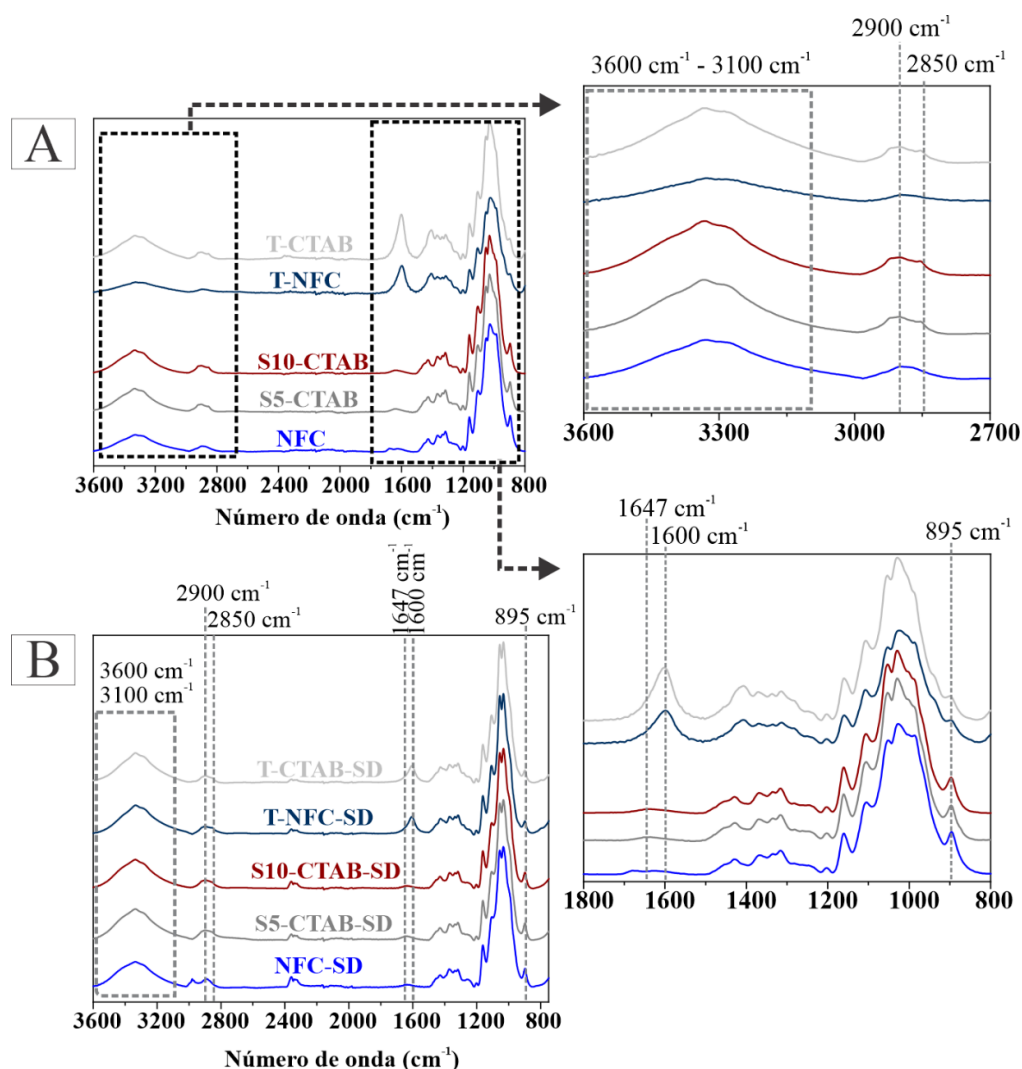 A
T-CTAB
T-NFC
S10-CTAB
S5-CTAB
NFC
3600 3200 2800 2400 2000 1600 1200 800
Número de onda (cm⁻¹)
2900 cm⁻¹
3600 cm⁻¹ - 3100 cm⁻¹
2850 cm⁻¹
3600 3300 3000 2700
1647 cm⁻¹
1600 cm⁻¹
895 cm⁻¹
1800 1600 1400 1200 1000 800
B
2900 cm⁻¹
2850 cm⁻¹
1647 cm⁻¹
1600 cm⁻¹
895 cm⁻¹
3600 cm⁻¹
3100 cm⁻¹
T-CTAB-SD
T-NFC-SD
S10-CTAB-SD
S5-CTAB-SD
NFC-SD
3600 3200 2800 2400 2000 1600 1200 800
Número de onda (cm⁻¹)